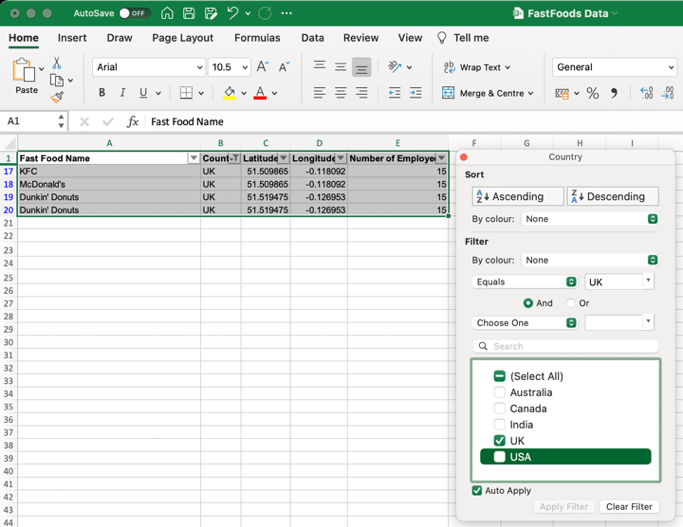 AutoSave OFF FastFoods Data
Home Insert Draw Page Layout Formulas Data Review View Tell me
Paste
Arial 10.5 A^ A˅
B I U A
ab Wrap Text
Merge & Centre
General
% 9
A1 fx Fast Food Name
A B C D E F G H I
1 Fast Food Name Count Latitude Longitude Number of Employe
17 KFC UK 51.509865 -0.118092 15
18 McDonald's UK 51.509865 -0.118092 15
19 Dunkin' Donuts UK 51.519475 -0.126953 15
20 Dunkin' Donuts UK 51.519475 -0.126953 15
21
22
23
24
25
26
27
28
29
30
31
32
33
34
35
36
37
38
39
40
41
42
43
44
Country
Sort
A Z Ascending Z A Descending
By colour: None
Filter
By colour: None
Equals UK
And Or
Choose One
Search
(Select All)
Australia
Canada
India
UK
USA
Auto Apply
Apply Filter Clear Filter